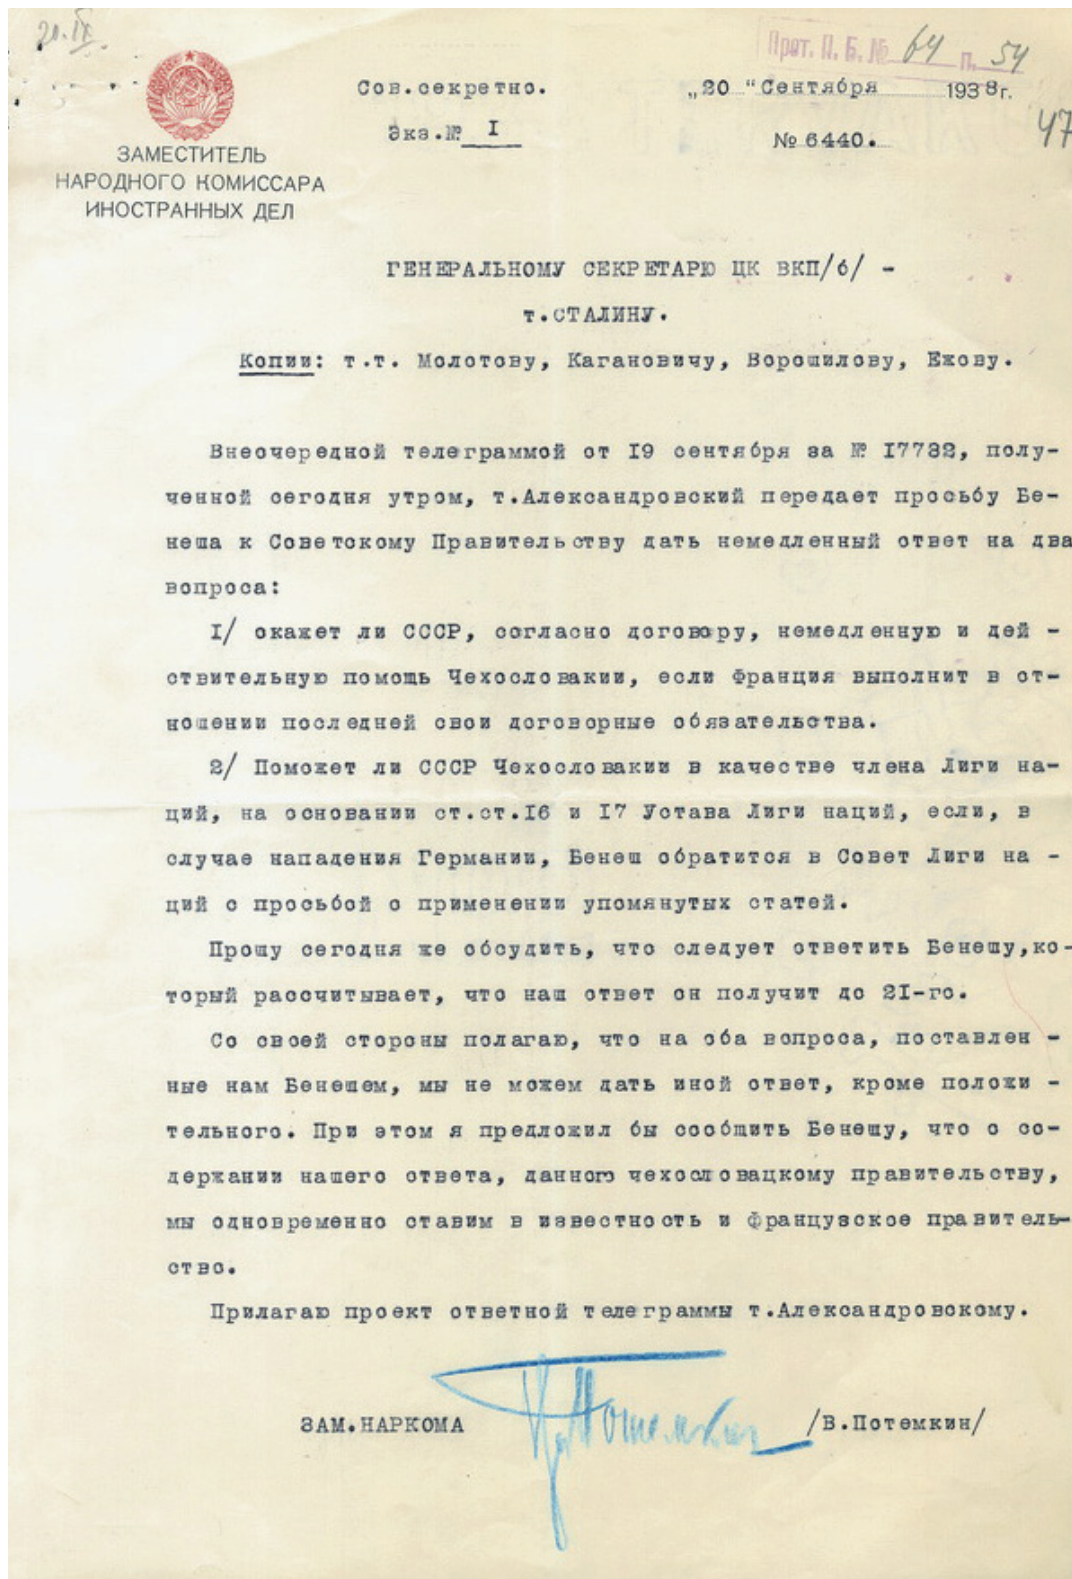 20.IX.
Прот. П. Б. № 64 п. 54
Сов.секретно.
„20 “ Сентября 1938г.
Экз.№ I
№ 6440.
47
ЗАМЕСТИТЕЛЬ
НАРОДНОГО КОМИССАРА
ИНОСТРАННЫХ ДЕЛ
ГЕНЕРАЛЬНОМУ СЕКРЕТАРЮ ЦК ВКП/б/ -
т.СТАЛИНУ.
Копии: т.т. Молотову, Кагановичу, Ворошилову, Ежову.
Внеочередной телеграммой от I9 сентября за № I7782, полу-
ченной сегодня утром, т.Александровский передает просьбу Бе-
неша к Советскому Правительству дать немедленный ответ на два
вопроса:
I/ окажет ли СССР, согласно договору, немедленную и дей -
ствительную помощь Чехословакии, если Франция выполнит в от-
ношении последней свои договорные обязательства.
2/ Поможет ли СССР Чехословакии в качестве члена Лиги на-
ций, на основании ст.ст.I6 и I7 Устава Лиги наций, если, в
случае нападения Германии, Бенеш обратится в Совет Лиги на -
ций с просьбой о применении упомянутых статей.
Прошу сегодня же обсудить, что следует ответить Бенешу,ко-
торый рассчитывает, что наш ответ он получит до 2I-го.
Со своей стороны полагаю, что на оба вопроса, поставлен -
ные нам Бенешем, мы не можем дать иной ответ, кроме положи -
тельного. При этом я предложил бы сообщить Бенешу, что о со-
держании нашего ответа, данного чехословацкому правительству,
мы одновременно ставим в известность и французское правитель-
ство.
Прилагаю проект ответной телеграммы т.Александровскому.
ЗАМ.НАРКОМА В.Потемкин /В.Потемкин/